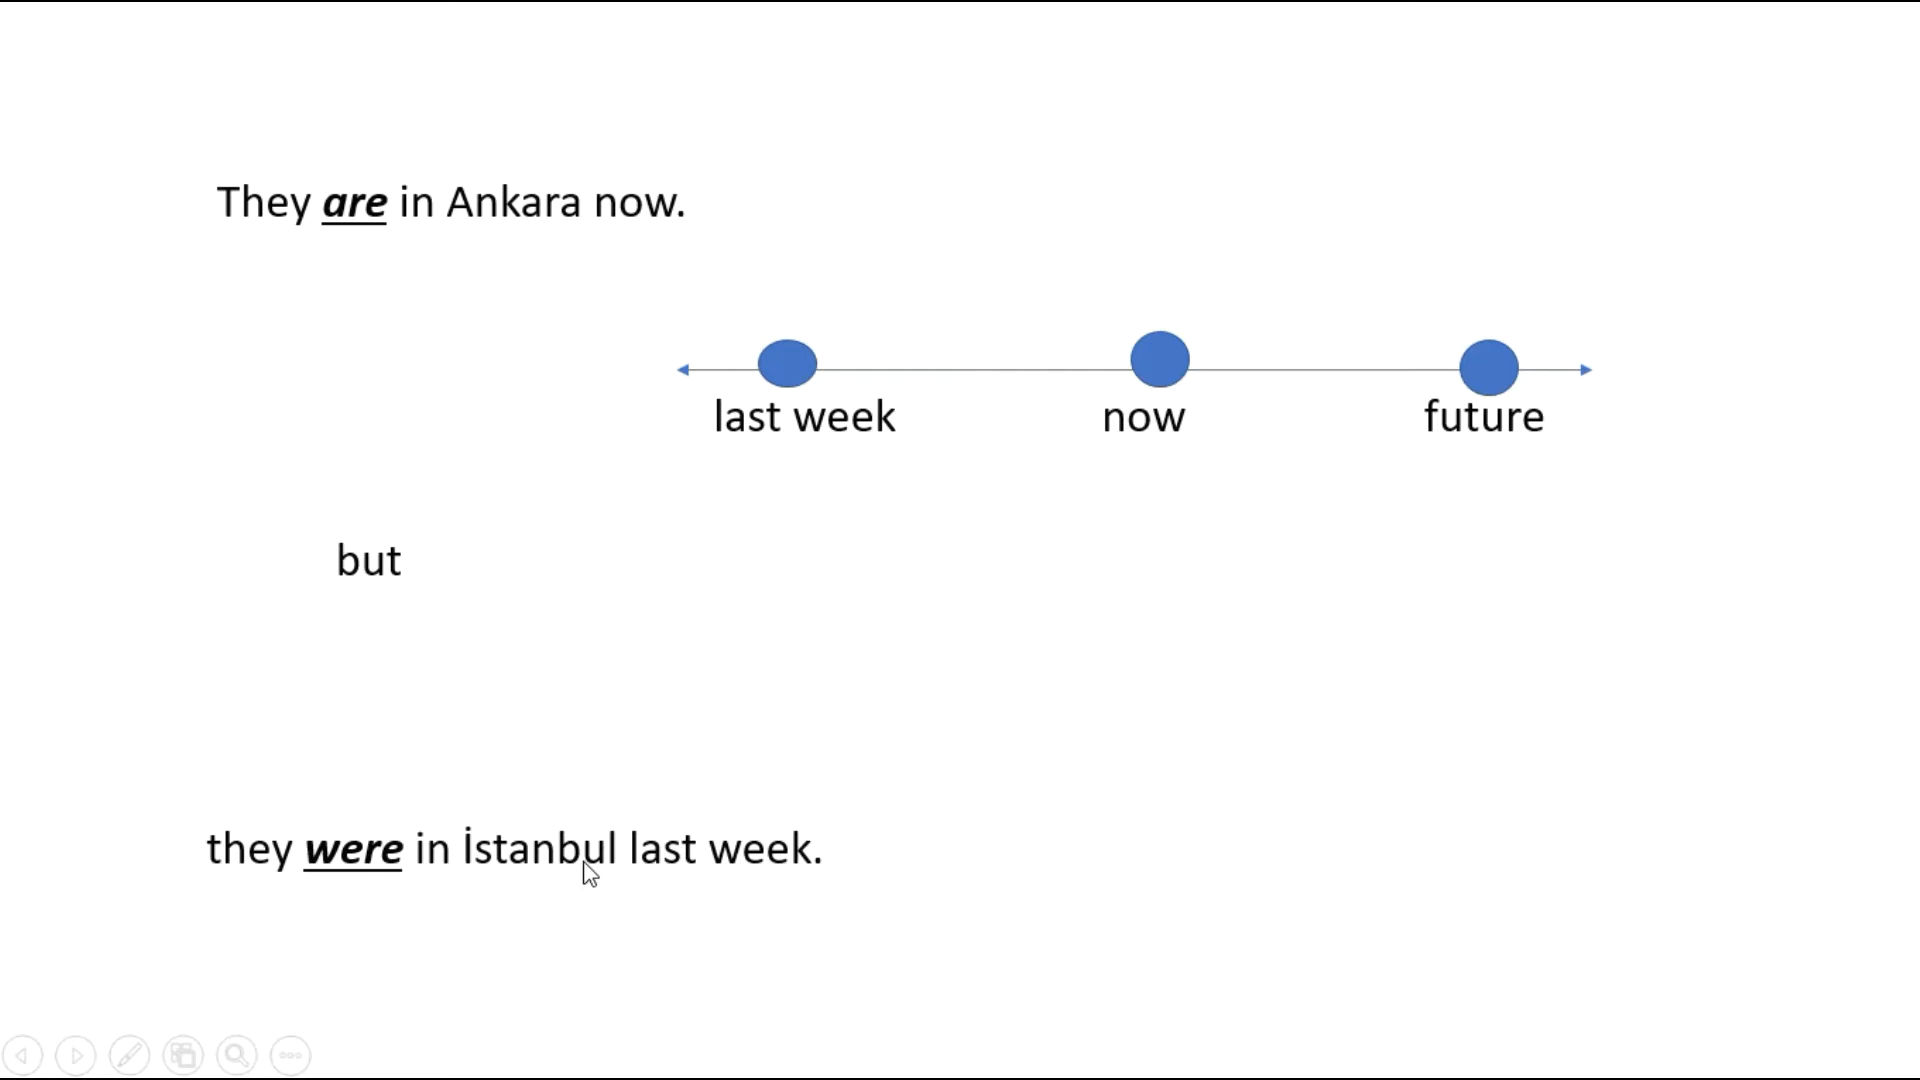 They are in Ankara now.
last week now future
but
they were in İstanbul last week.